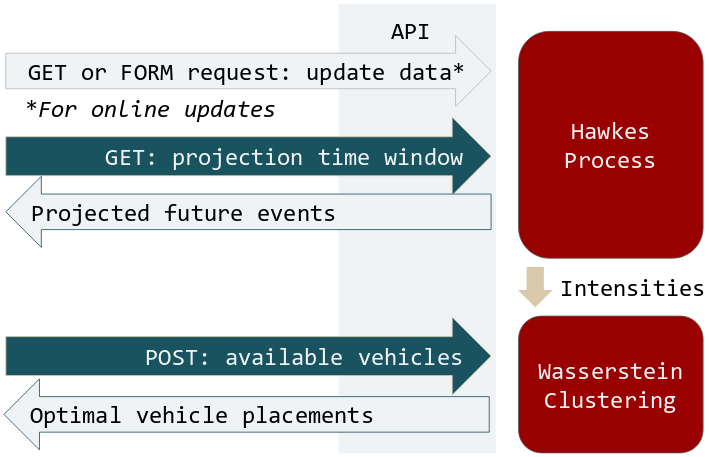 API
GET or FORM request: update data*
*For online updates
GET: projection time window
Projected future events
Hawkes
Process
Intensities
POST: available vehicles
Optimal vehicle placements
Wasserstein
Clustering